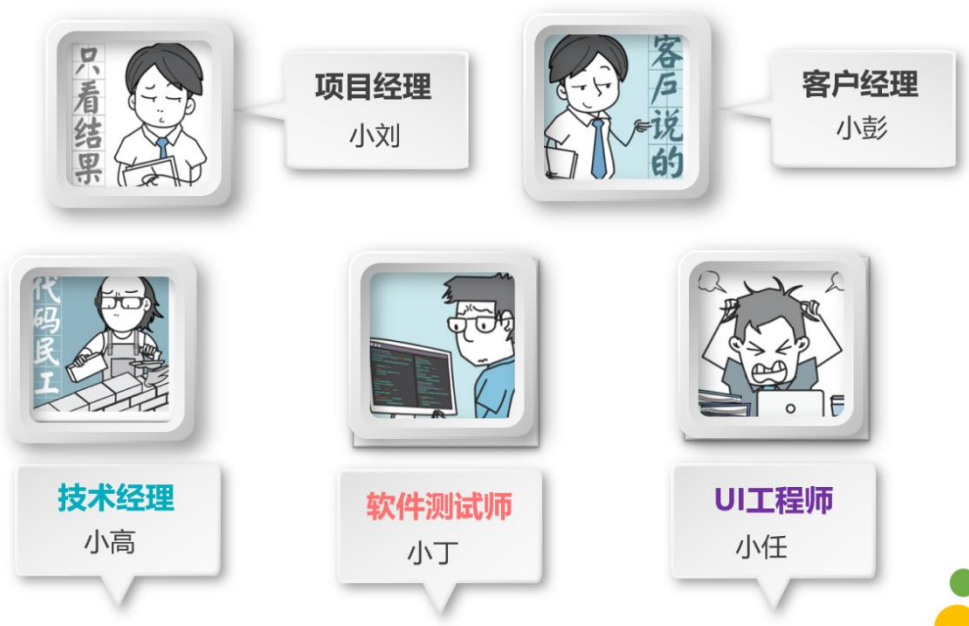 只看结果
项目经理
小刘
客户说的
客户经理
小彭
代码民工
技术经理
小高
软件测试师
小丁
UI工程师
小任